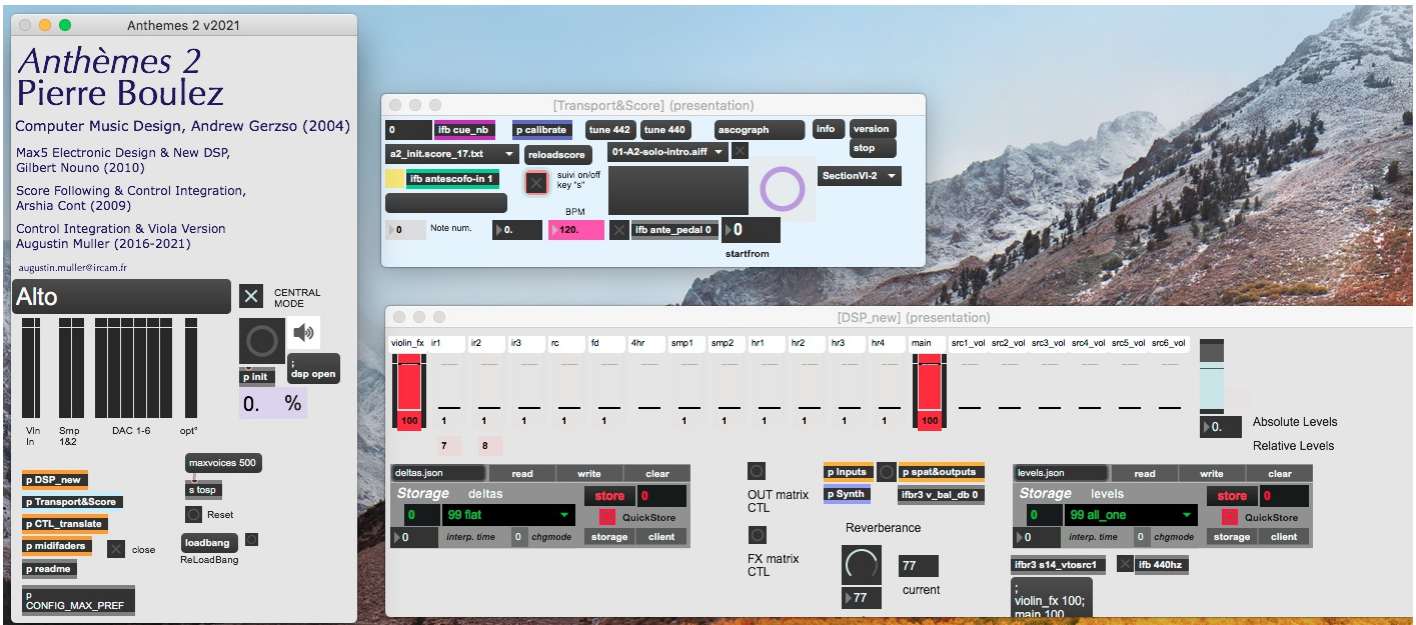 Anthemes 2 v2021
Anthèmes 2
Pierre Boulez
Computer Music Design, Andrew Gerzso (2004)
Max5 Electronic Design & New DSP,
Gilbert Nouno (2010)
Score Following & Control Integration,
Arshia Cont (2009)
Control Integration & Viola Version
Augustin Muller (2016-2021)
augustin.muller@ircam.fr
Alto
CENTRAL
MODE
;
dsp open
p init
0. %
Vln
In
Smp
1&2
DAC 1-6
opt°
maxvoices 500
p DSP_new
s tosp
p Transport&Score
Reset
p CTL_translate
p midifaders
close
loadbang
ReLoadBang
p readme
p
CONFIG_MAX_PREF
[Transport&Score] (presentation)
0 ifb cue_nb p calibrate tune 442 tune 440 ascograph info version
a2_init.score_17.txt reloadscore 01-A2-solo-intro.aiff stop
ifb antescofo-in 1 suivi on/off
key "s"
SectionVI-2
BPM
0 Note num. 0. 120. ifb ante_pedal 0 0
startfrom
[DSP_new] (presentation)
violin_fx ir1 ir2 ir3 rc fd 4hr smp1 smp2 hr1 hr2 hr3 hr4 main src1_vol src2_vol src3_vol src4_vol src5_vol src6_vol
100 1 1 1 1 1 1 1 1 1 1 1 100
0. Absolute Levels
7 8
Relative Levels
deltas.json read write clear
Storage deltas store 0
0 99 flat QuickStore
0 interp. time 0 chgmode storage client
OUT matrix
CTL
FX matrix
CTL
p Inputs p spat&outputs
p Synth ifbr3 v_bal_db 0
Reverberance
77
77
current
levels.json read write clear
Storage levels store 0
0 99 all_one QuickStore
0 interp. time 0 chgmode storage client
ifbr3 s14_vtosrc1 ifb 440hz
;
violin_fx 100;
main 100